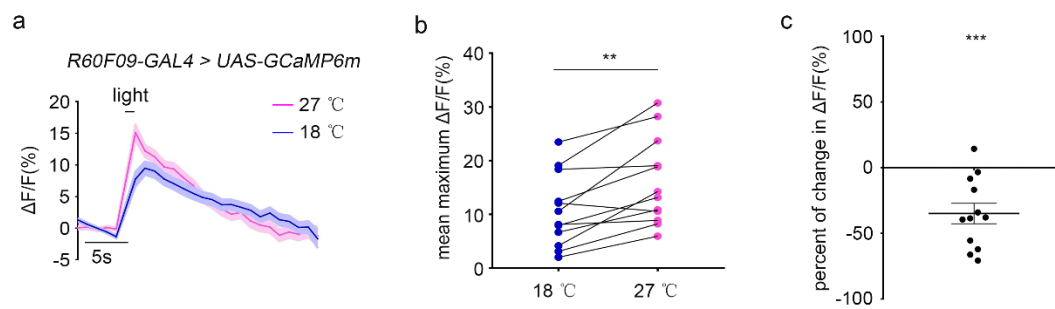 a
R60F09-GAL4 > UAS-GCaMP6m
light
27 ℃
18 ℃
ΔF/F(%)
20
15
10
5
0
-5
5s
b
**
mean maximum ΔF/F(%)
40
30
20
10
0
18 ℃
27 ℃
c
***
percent of change in ΔF/F(%)
100
50
0
-50
-100